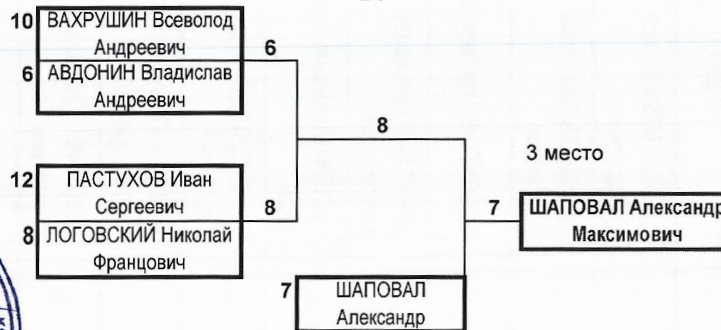 10 ВАХРУШИН Всеволод
Андреевич
6
6 АВДОНИН Владислав
Андреевич
8
3 место
12 ПАСТУХОВ Иван
Сергеевич
8
8 ЛОГОВСКИЙ Николай
Францович
7
ШАПОВАЛ Александр
Максимович
7 ШАПОВАЛ
Александр